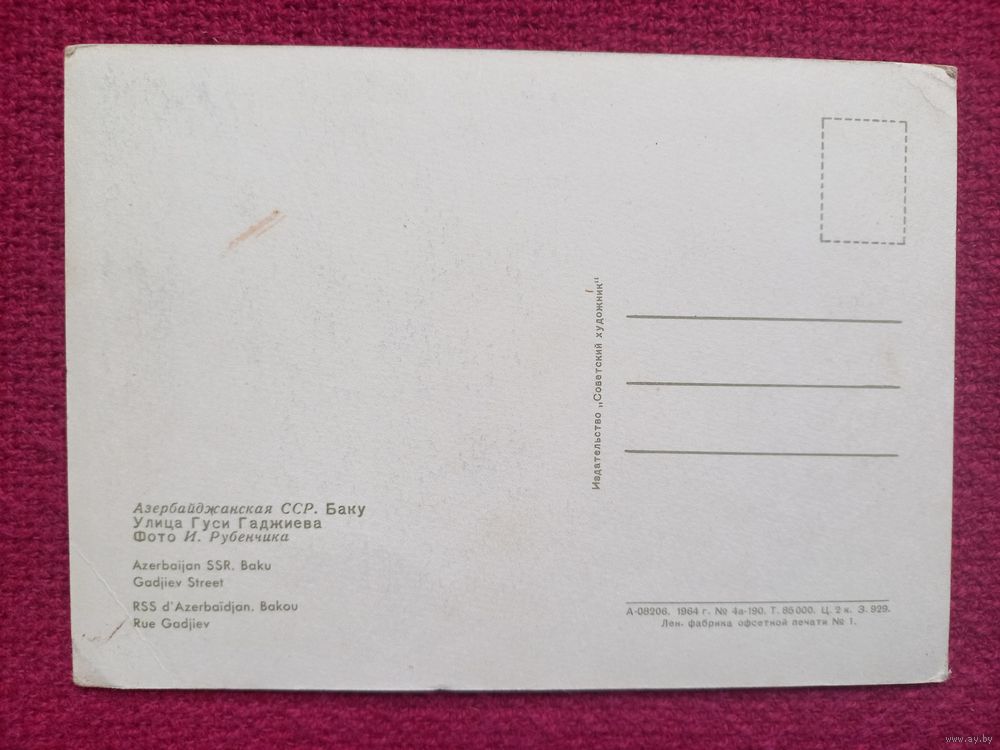 Азербайджанская ССР. Баку
Улица Гуси Гаджиева
Фото И. Рубенчика
Azerbaijan SSR. Baku
Gadjiev Street
RSS d'Azerbaïdjan. Bakou
Rue Gadjiev
Издательство „Советский художник"
А-08206. 1964 г. № 4а-190. Т. 85000. Ц. 2 к. З. 929.
Лен. фабрика офсетной печати № 1.
www.ay.by